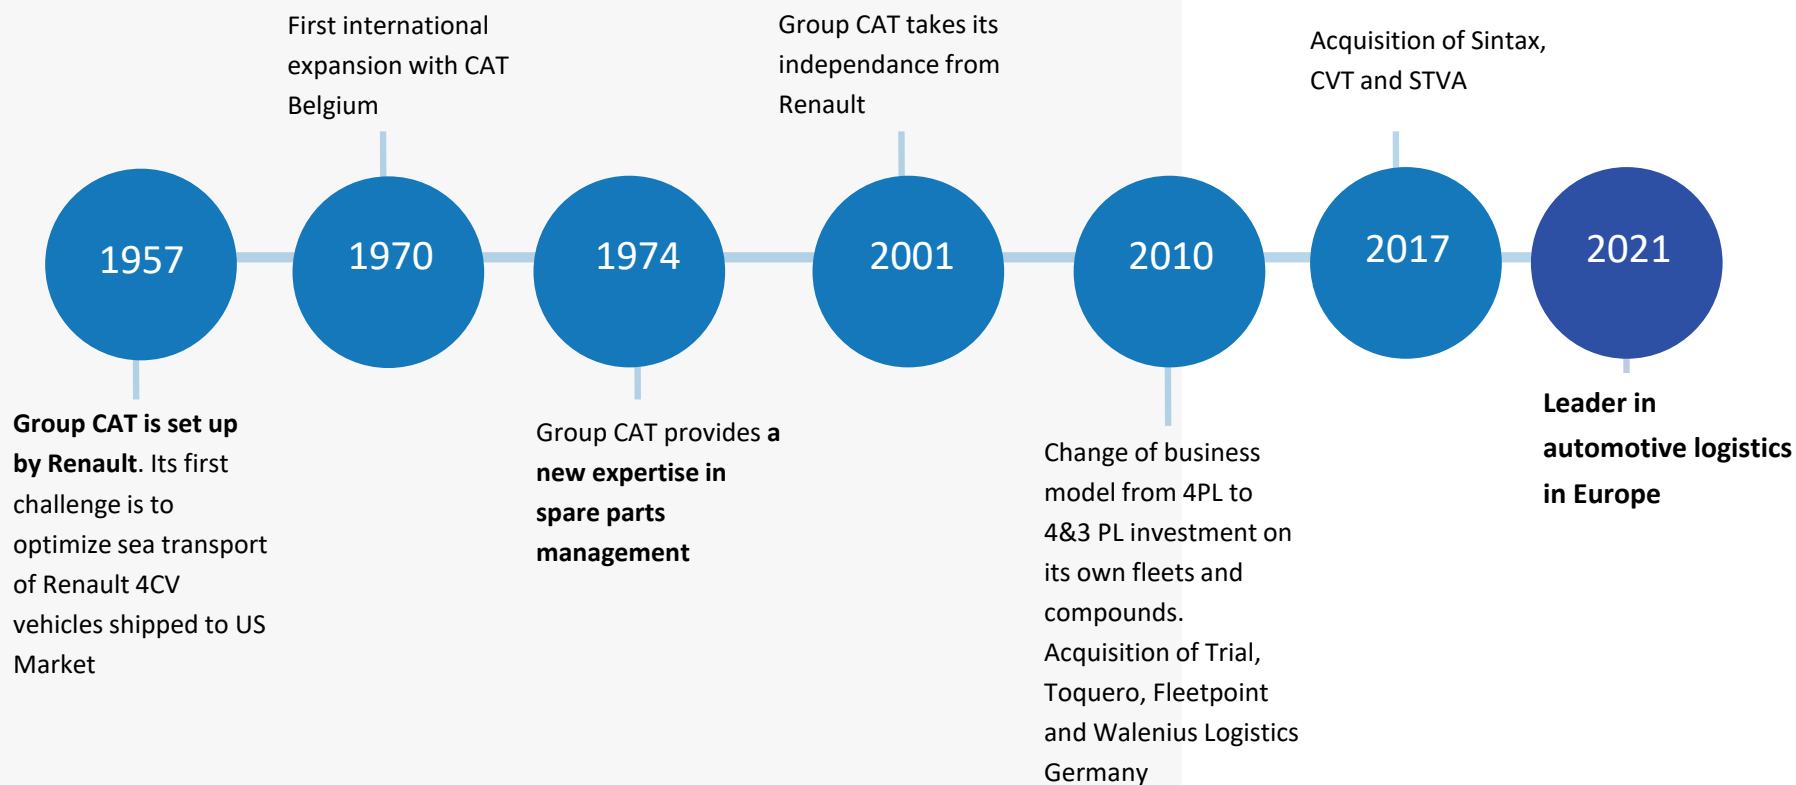 First international
expansion with CAT
Belgium
Group CAT takes its
independance from
Renault
Acquisition of Sintax,
CVT and STVA
1957
1970
1974
2001
2010
2017
2021
Group CAT is set up
by Renault. Its first
challenge is to
optimize sea transport
of Renault 4CV
vehicles shipped to US
Market
Group CAT provides a
new expertise in
spare parts
management
Change of business
model from 4PL to
4&3 PL investment on
its own fleets and
compounds.
Acquisition of Trial,
Toquero, Fleetpoint
and Walenius Logistics
Germany
Leader in
automotive logistics
in Europe